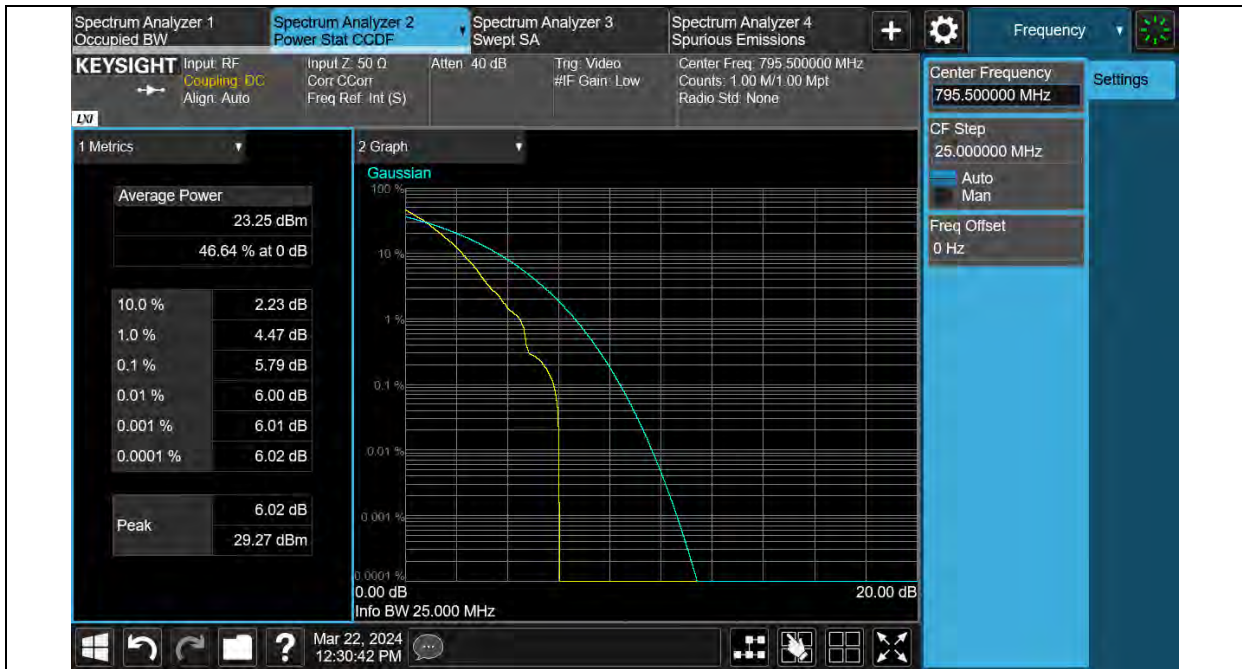 Spectrum Analyzer 1
Occupied BW
Spectrum Analyzer 2
Power Stat CCDF
Spectrum Analyzer 3
Swept SA
Spectrum Analyzer 4
Spurious Emissions
Frequency
KEYSIGHT
LXI
Input: RF
Coupling: DC
Align: Auto
Input Z: 50 Ω
Corr CCorr
Freq Ref: Int (S)
Atten: 40 dB
Trig: Video
#IF Gain: Low
Center Freq: 795.500000 MHz
Counts: 1.00 M/1.00 Mpt
Radio Std: None
Center Frequency
795.500000 MHz
Settings
CF Step
25.000000 MHz
Auto
Man
Freq Offset
0 Hz
1 Metrics
Average Power
23.25 dBm
46.64 % at 0 dB
10.0 % 2.23 dB
1.0 % 4.47 dB
0.1 % 5.79 dB
0.01 % 6.00 dB
0.001 % 6.01 dB
0.0001 % 6.02 dB
Peak
6.02 dB
29.27 dBm
2 Graph
Gaussian
100 %
10 %
1 %
0.1 %
0.01 %
0.001 %
0.0001 %
0.00 dB
20.00 dB
Info BW 25.000 MHz
?
Mar 22, 2024
12:30:42 PM